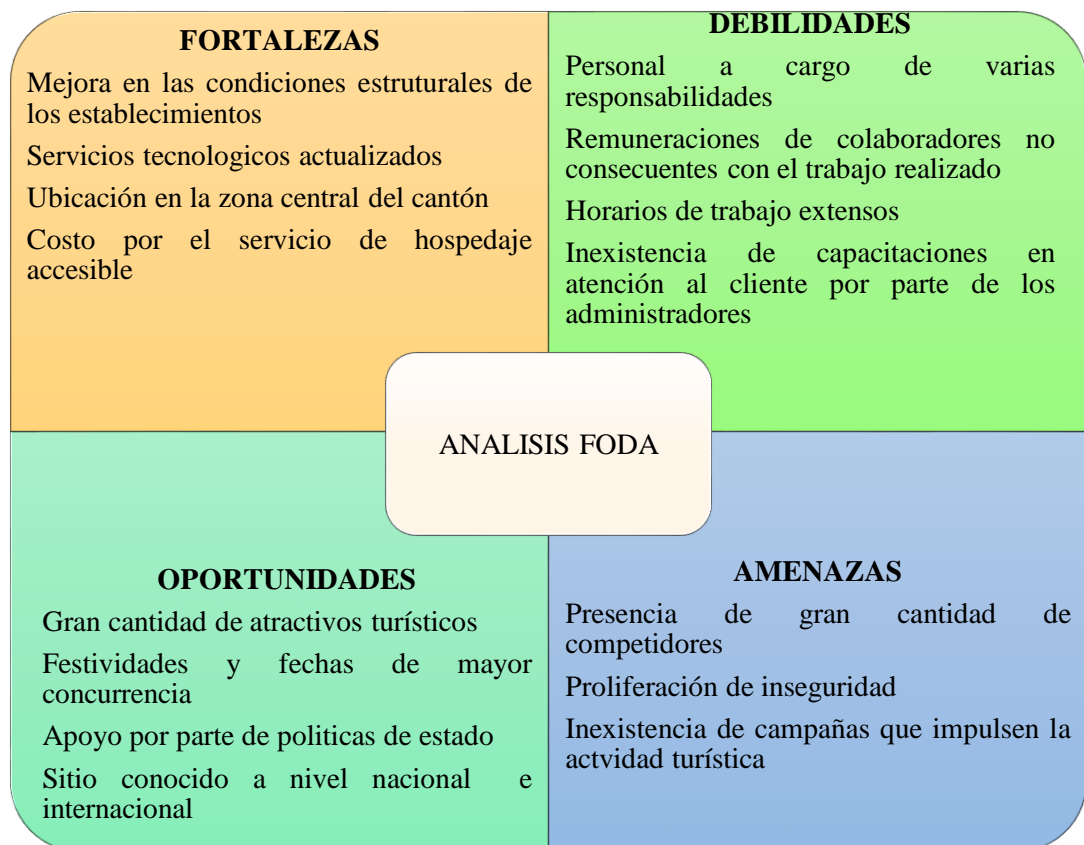 FORTALEZAS
Mejora en las condiciones estructurales de
los establecimientos
Servicios tecnologicos actualizados
Ubicación en la zona central del cantón
Costo por el servicio de hospedaje
accesible
DEBILIDADES
Personal a cargo de varias
responsabilidades
Remuneraciones de colaboradores no
consecuentes con el trabajo realizado
Horarios de trabajo extensos
Inexistencia de capacitaciones en
atención al cliente por parte de los
administradores
ANALISIS FODA
OPORTUNIDADES
Gran cantidad de atractivos turísticos
Festividades y fechas de mayor
concurrencia
Apoyo por parte de politicas de estado
Sitio conocido a nivel nacional e
internacional
AMENAZAS
Presencia de gran cantidad de
competidores
Proliferación de inseguridad
Inexistencia de campañas que impulsen la
actvidad turística